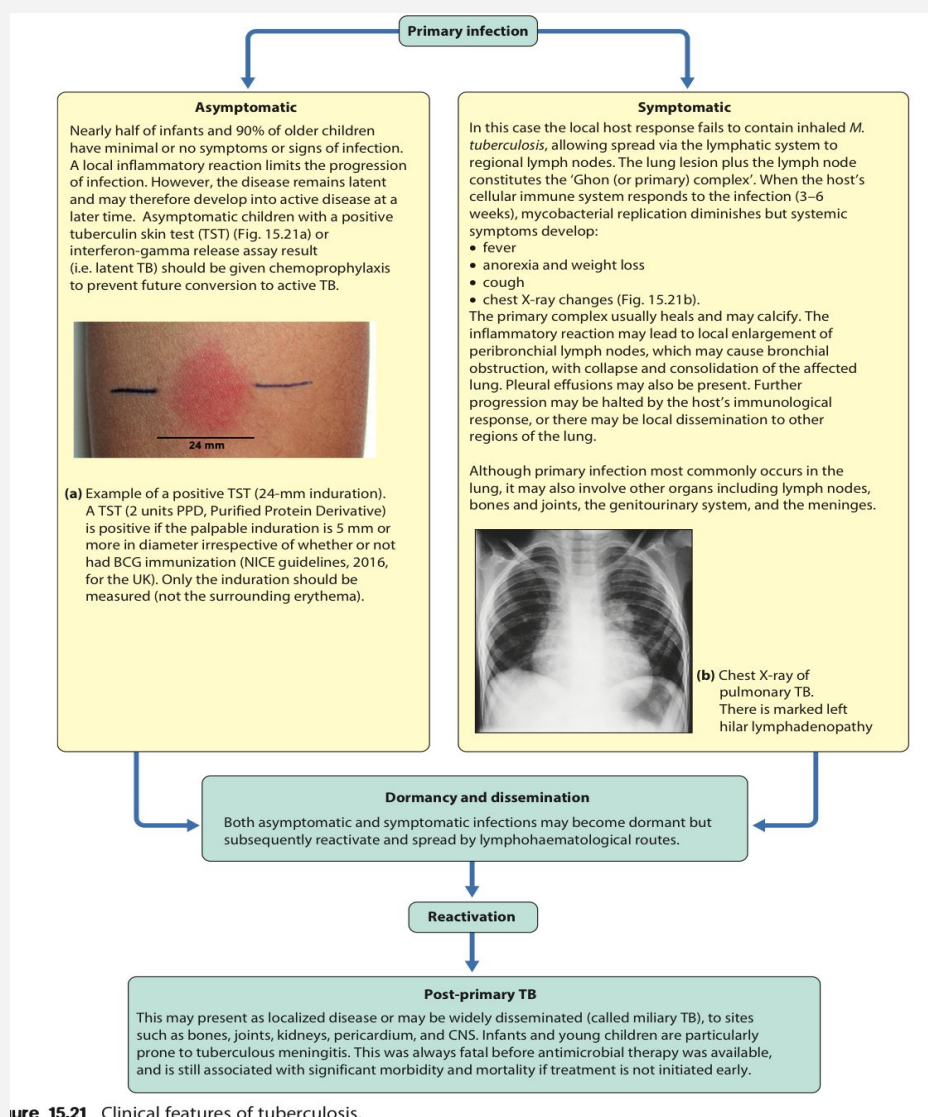 Primary infection
Asymptomatic
Nearly half of infants and 90% of older children
have minimal or no symptoms or signs of infection.
A local inflammatory reaction limits the progression
of infection. However, the disease remains latent
and may therefore develop into active disease at a
later time. Asymptomatic children with a positive
tuberculin skin test (TST) (Fig. 15.21a) or
interferon-gamma release assay result
(i.e. latent TB) should be given chemoprophylaxis
to prevent future conversion to active TB.
24 mm
(a) Example of a positive TST (24-mm induration).
A TST (2 units PPD, Purified Protein Derivative)
is positive if the palpable induration is 5 mm or
more in diameter irrespective of whether or not
had BCG immunization (NICE guidelines, 2016,
for the UK). Only the induration should be
measured (not the surrounding erythema).
Symptomatic
In this case the local host response fails to contain inhaled M.
tuberculosis, allowing spread via the lymphatic system to
regional lymph nodes. The lung lesion plus the lymph node
constitutes the ‘Ghon (or primary) complex’. When the host’s
cellular immune system responds to the infection (3–6
weeks), mycobacterial replication diminishes but systemic
symptoms develop:
• fever
• anorexia and weight loss
• cough
• chest X-ray changes (Fig. 15.21b).
The primary complex usually heals and may calcify. The
inflammatory reaction may lead to local enlargement of
peribronchial lymph nodes, which may cause bronchial
obstruction, with collapse and consolidation of the affected
lung. Pleural effusions may also be present. Further
progression may be halted by the host’s immunological
response, or there may be local dissemination to other
regions of the lung.
Although primary infection most commonly occurs in the
lung, it may also involve other organs including lymph nodes,
bones and joints, the genitourinary system, and the meninges.
(b) Chest X-ray of
pulmonary TB.
There is marked left
hilar lymphadenopathy
Dormancy and dissemination
Both asymptomatic and symptomatic infections may become dormant but
subsequently reactivate and spread by lymphohaematological routes.
Reactivation
Post-primary TB
This may present as localized disease or may be widely disseminated (called miliary TB), to sites
such as bones, joints, kidneys, pericardium, and CNS. Infants and young children are particularly
prone to tuberculous meningitis. This was always fatal before antimicrobial therapy was available,
and is still associated with significant morbidity and mortality if treatment is not initiated early.
ure 15.21 Clinical features of tuberculosis.